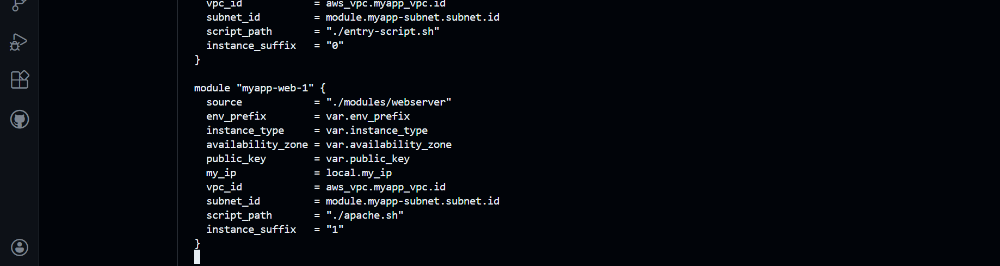 vpc_id            = aws_vpc.myapp_vpc.id
  subnet_id         = module.myapp-subnet.subnet.id
  script_path       = "./entry-script.sh"
  instance_suffix   = "0"
}
module "myapp-web-1" {
  source            = "./modules/webserver"
  env_prefix        = var.env_prefix
  instance_type     = var.instance_type
  availability_zone = var.availability_zone
  public_key        = var.public_key
  my_ip             = local.my_ip
  vpc_id            = aws_vpc.myapp_vpc.id
  subnet_id         = module.myapp-subnet.subnet.id
  script_path       = "./apache.sh"
  instance_suffix   = "1"
}